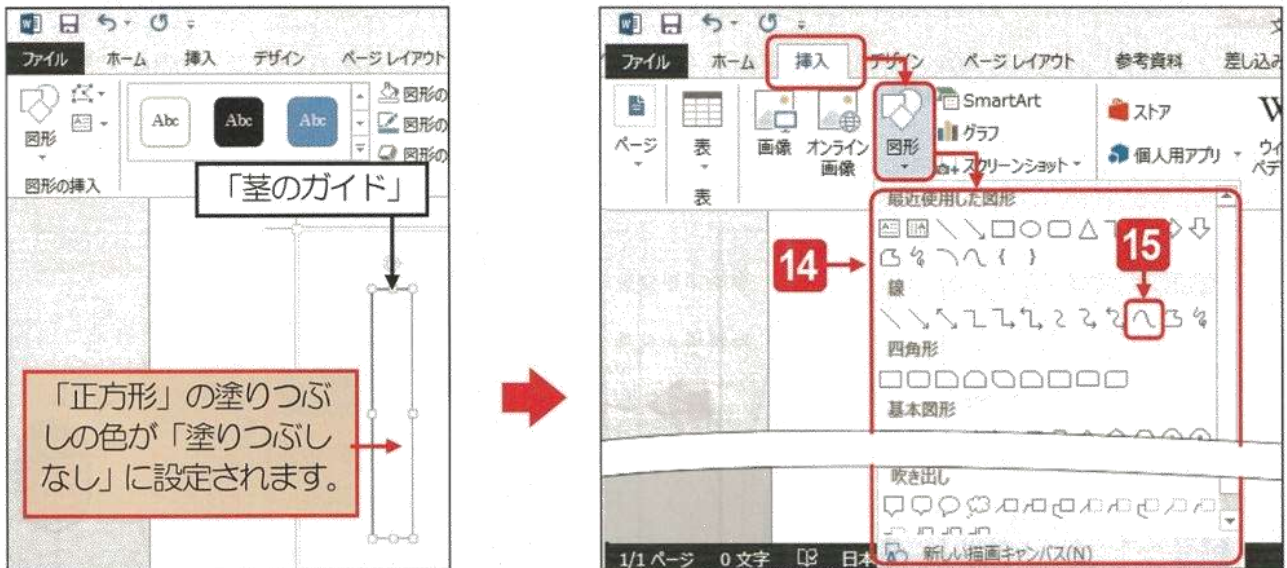 ファイル ホーム 挿入 デザイン ページ レイアウト
Abc Abc Abc
図形の
図形の
図形の
図形
図形の挿入
「茎のガイド」
「正方形」の塗りつぶ
しの色が「塗りつぶし
なし」に設定されます。
ファイル ホーム 挿入 デザイン ページ レイアウト 参考資料 差し込み
ページ
表
画像
オンライン
画像
図形
SmartArt
グラフ
スクリーンショット
ストア
個人用アプリ
W
ウィ
ペデ
表
最近使用した図形
14
15
線
四角形
基本図形
吹き出し
新しい描画キャンバス(N)
1/1 ページ 0 文字 日本